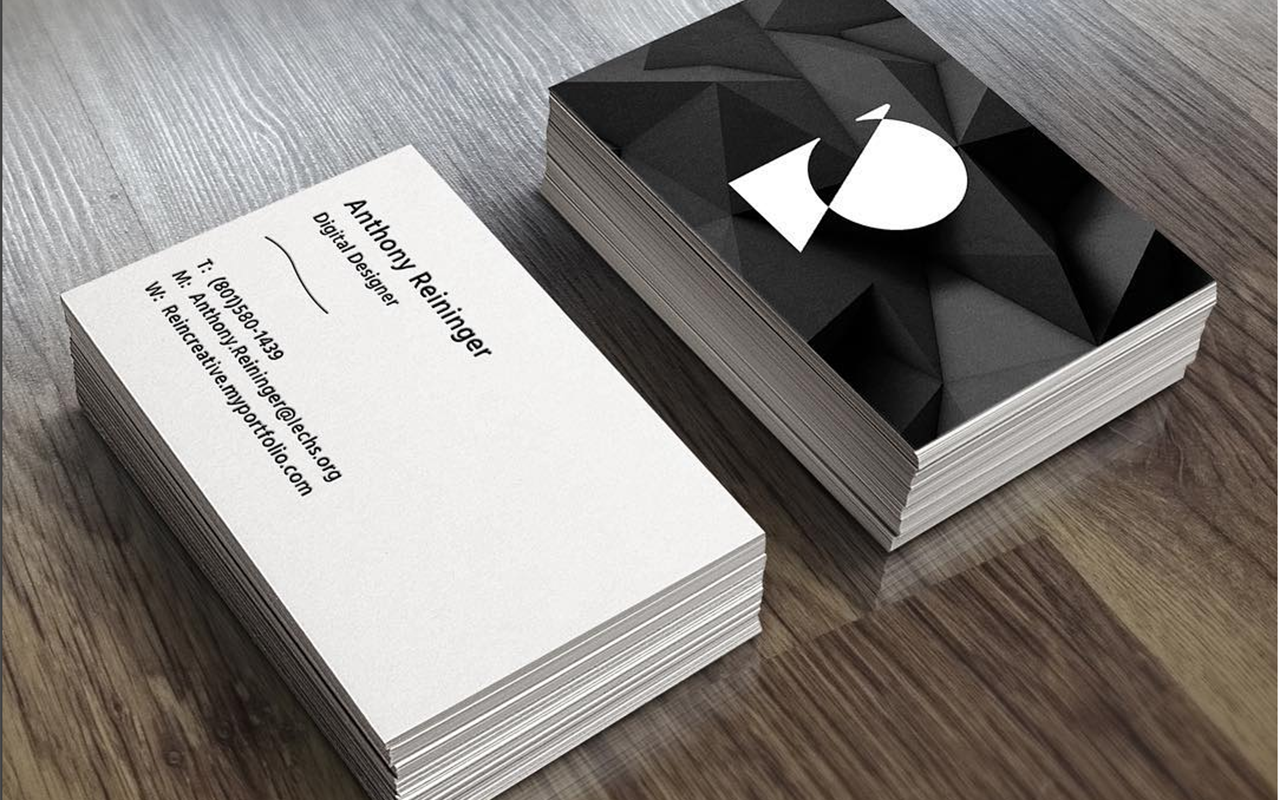 Anthony Reininger
Digital Designer
T: (801)580-1439
M: Anthony.Reininger@lechs.org
W: Reincreative.myportfolio.com